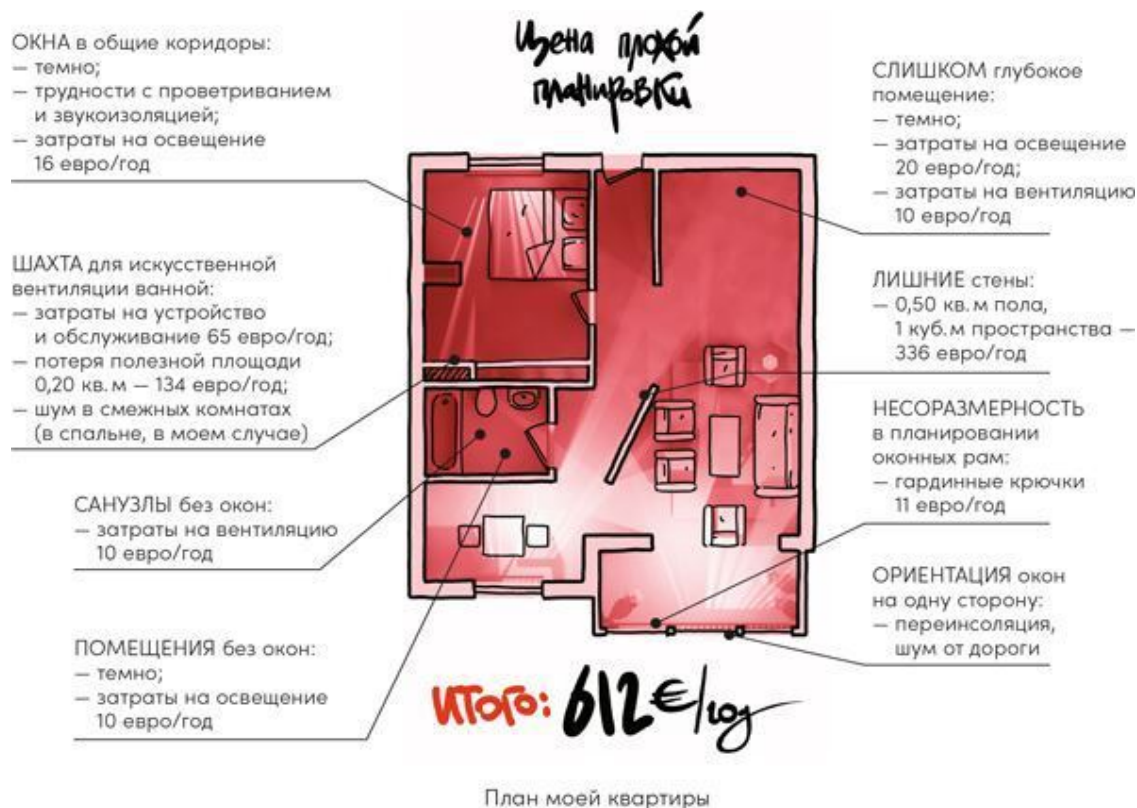 Цена плохой
планировки
ОКНА в общие коридоры:
— темно;
— трудности с проветриванием
и звукоизоляцией;
— затраты на освещение
16 евро/год
ШАХТА для искусственной
вентиляции ванной:
— затраты на устройство
и обслуживание 65 евро/год;
— потеря полезной площади
0,20 кв. м — 134 евро/год;
— шум в смежных комнатах
(в спальне, в моем случае)
САНУЗЛЫ без окон:
— затраты на вентиляцию
10 евро/год
ПОМЕЩЕНИЯ без окон:
— темно;
— затраты на освещение
10 евро/год
СЛИШКОМ глубокое
помещение:
— темно;
— затраты на освещение
20 евро/год;
— затраты на вентиляцию
10 евро/год
ЛИШНИЕ стены:
— 0,50 кв. м пола,
1 куб. м пространства —
336 евро/год
НЕСОРАЗМЕРНОСТЬ
в планировании
оконных рам:
— гардинные крючки
11 евро/год
ОРИЕНТАЦИЯ окон
на одну сторону:
— переинсоляция,
шум от дороги
ИТОГО: 612 €/год
План моей квартиры